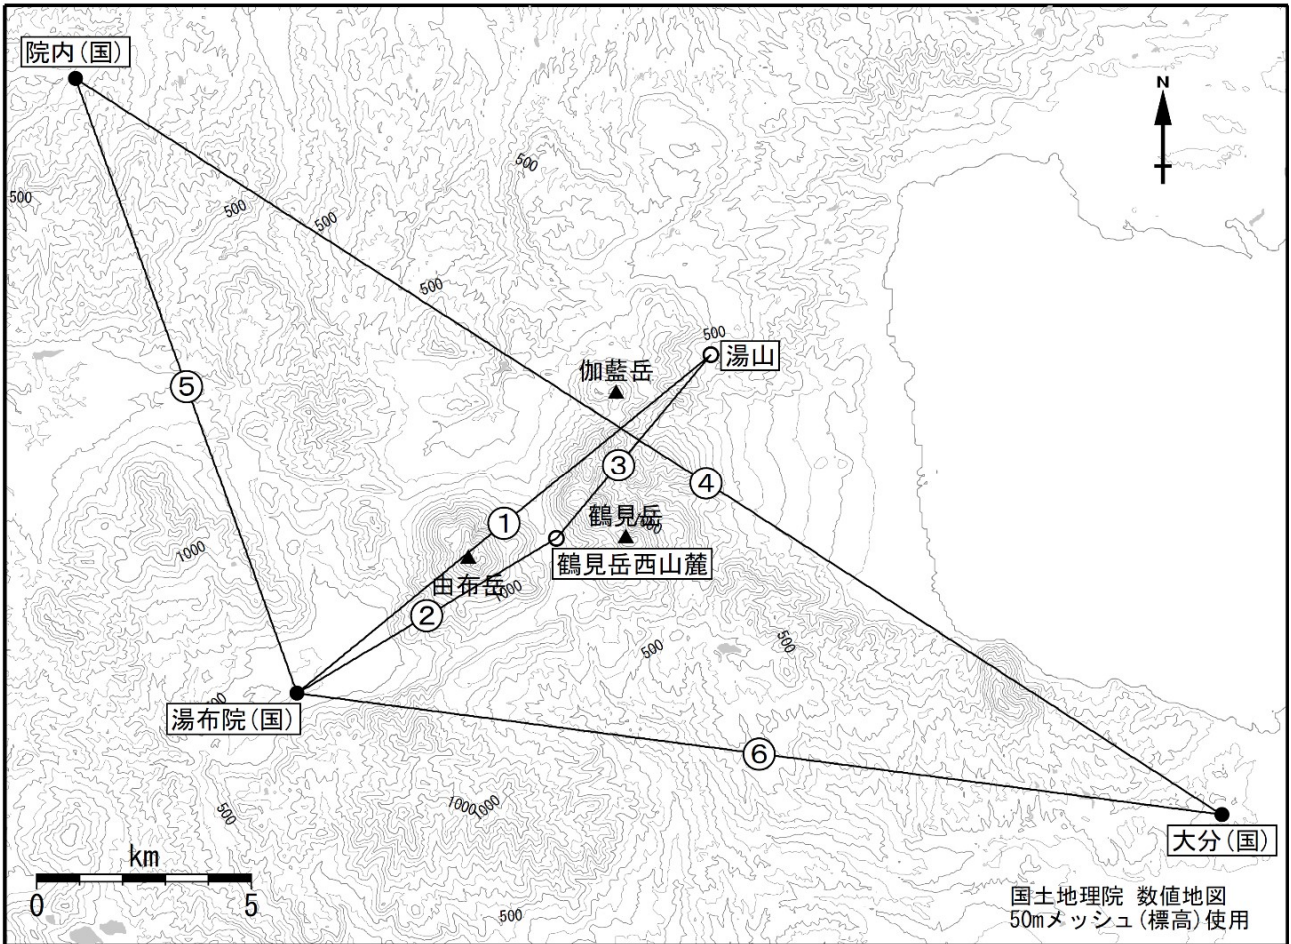 院内(国)
N
500
500
500
500
500
500
湯山
伽藍岳
⑤
③
④
鶴見岳
①
1000
鶴見岳西山麓
由布岳
1000
②
500
500
湯布院(国)
⑥
1000
1000
500
大分(国)
km
0
5
500
国土地理院 数値地図
50mメッシュ(標高)使用